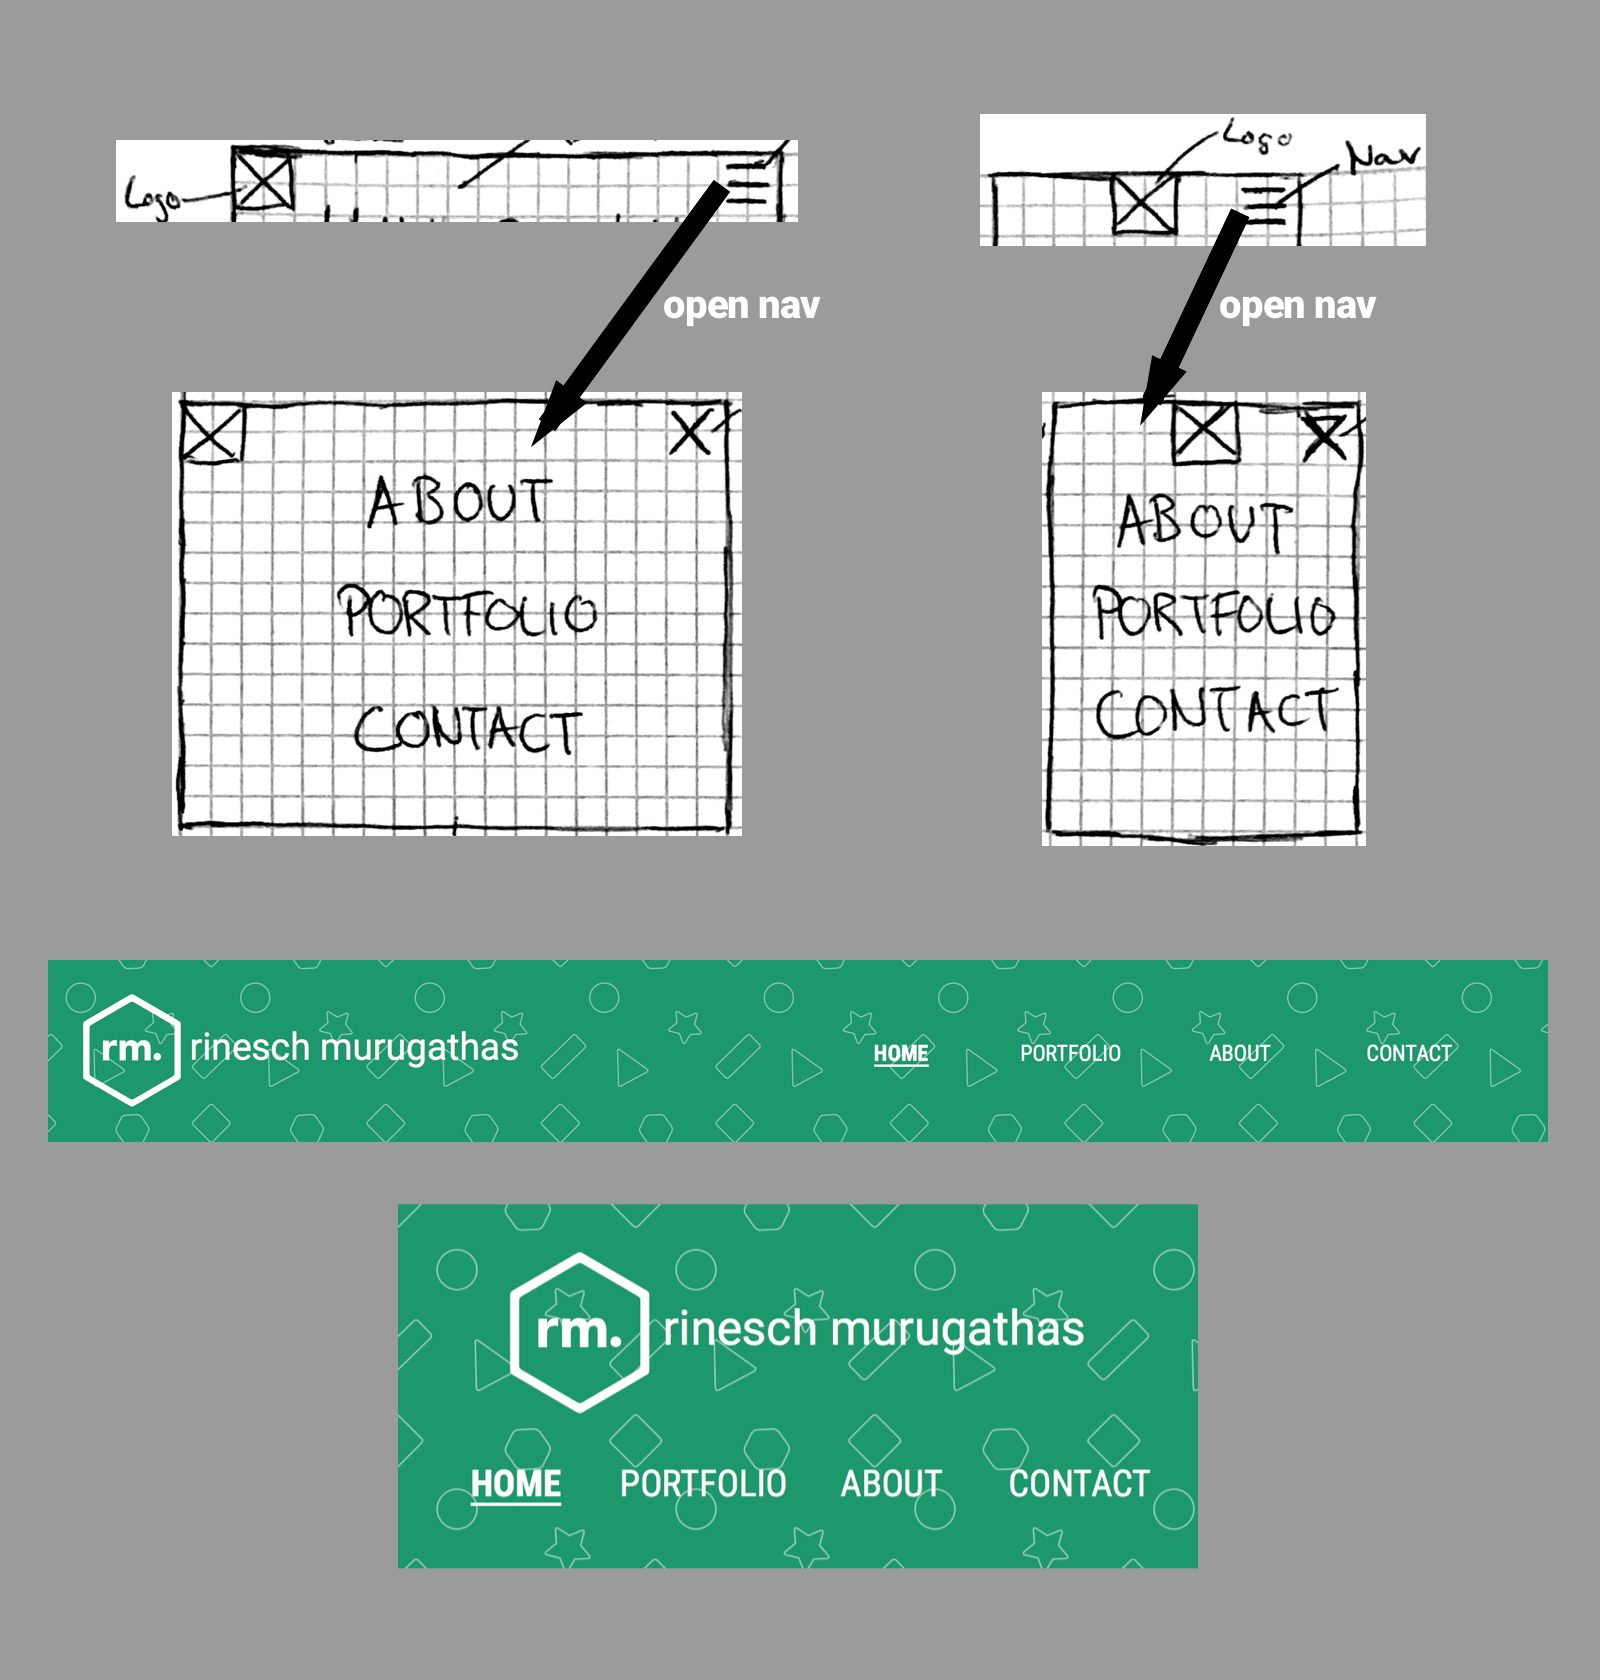 Logo
Logo
Nav
open nav
open nav
ABOUT
PORTFOLIO
CONTACT
ABOUT
PORTFOLIO
CONTACT
rm. rinesch murugathas
HOME PORTFOLIO ABOUT CONTACT
rm. rinesch murugathas
HOME PORTFOLIO ABOUT CONTACT